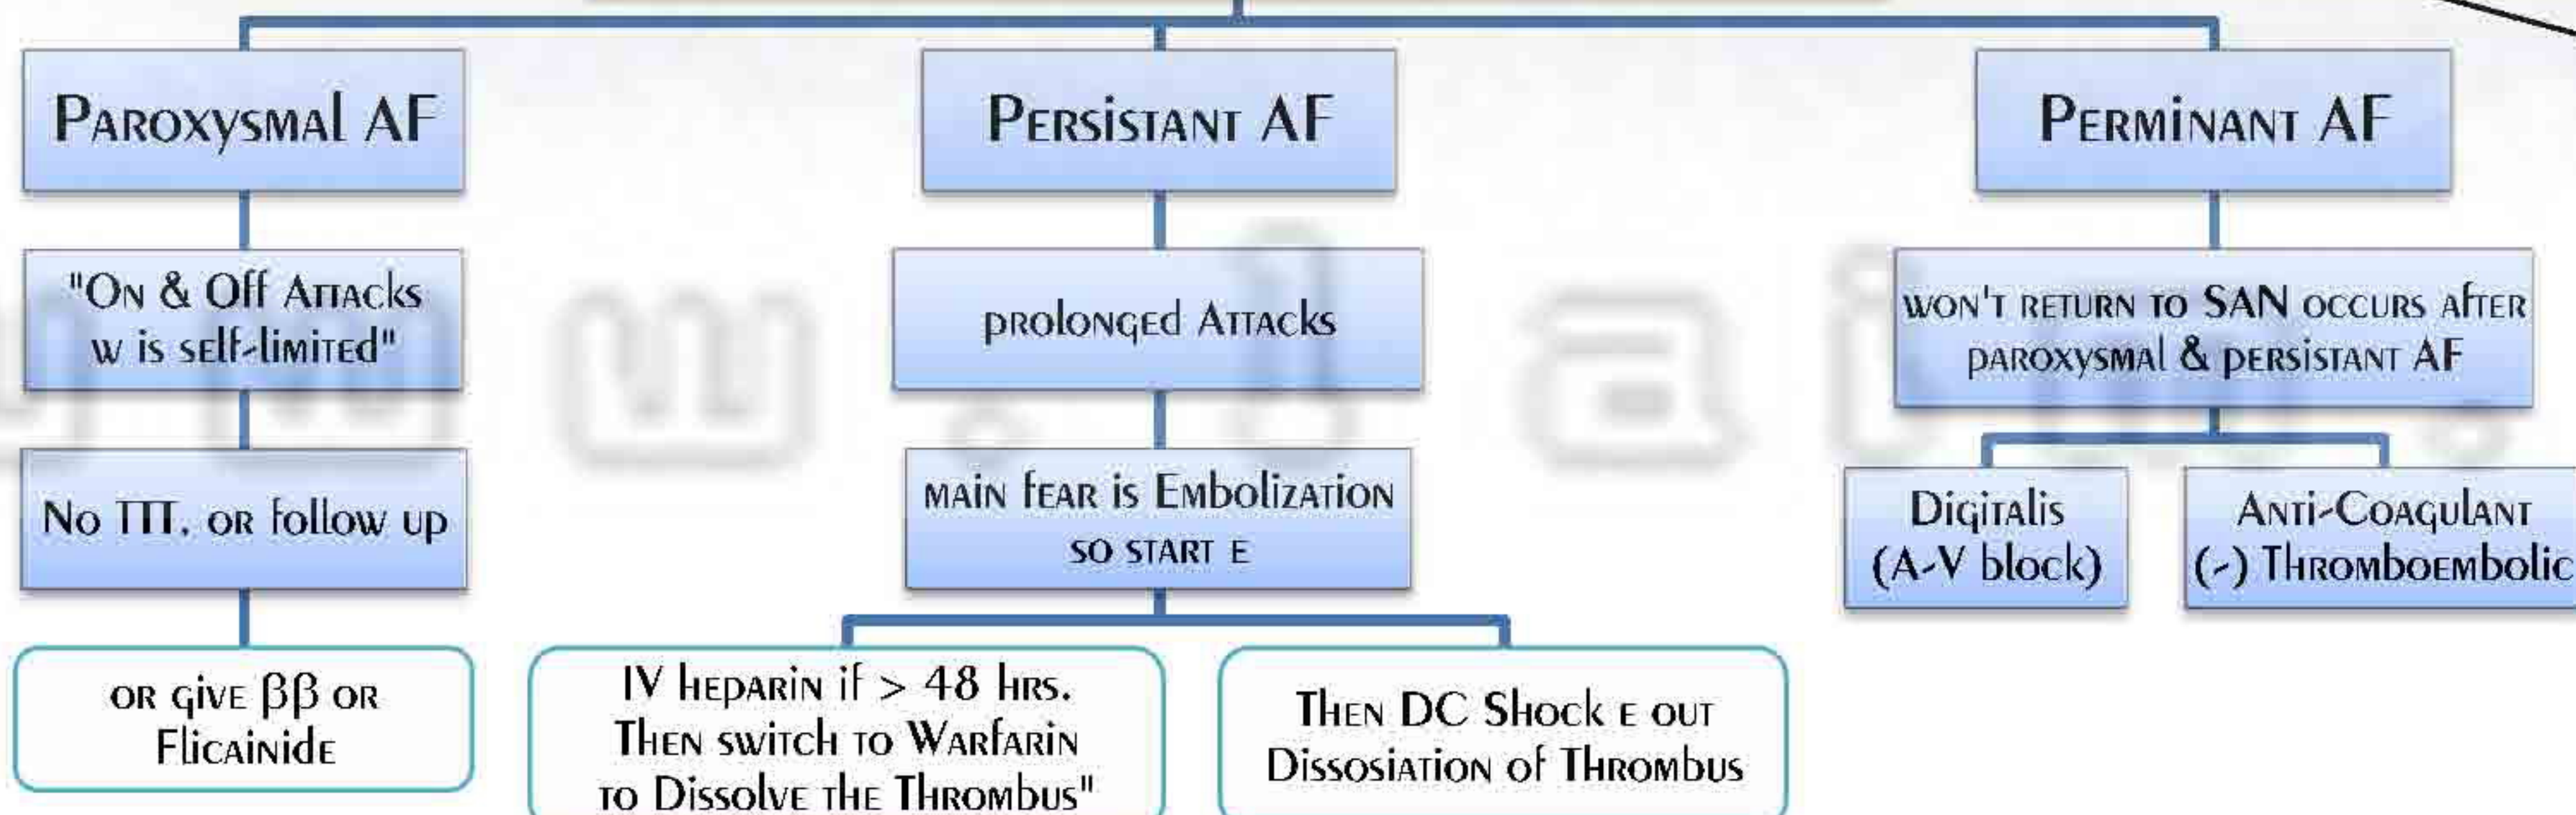 Paroxysmal AF
"On & Off Attacks
w is self-limited"
No TTT, or follow up
or give ββ or
Flicainide
Persistant AF
prolonged Attacks
main fear is Embolization
so start e
IV heparin if > 48 hrs.
Then switch to Warfarin
to Dissolve the Thrombus"
Then DC Shock e out
Dissosiation of Thrombus
Perminant AF
won't return to SAN occurs after
paroxysmal & persistant AF
Digitalis
(A-V block)
Anti-Coagulant
(-) Thromboembolic